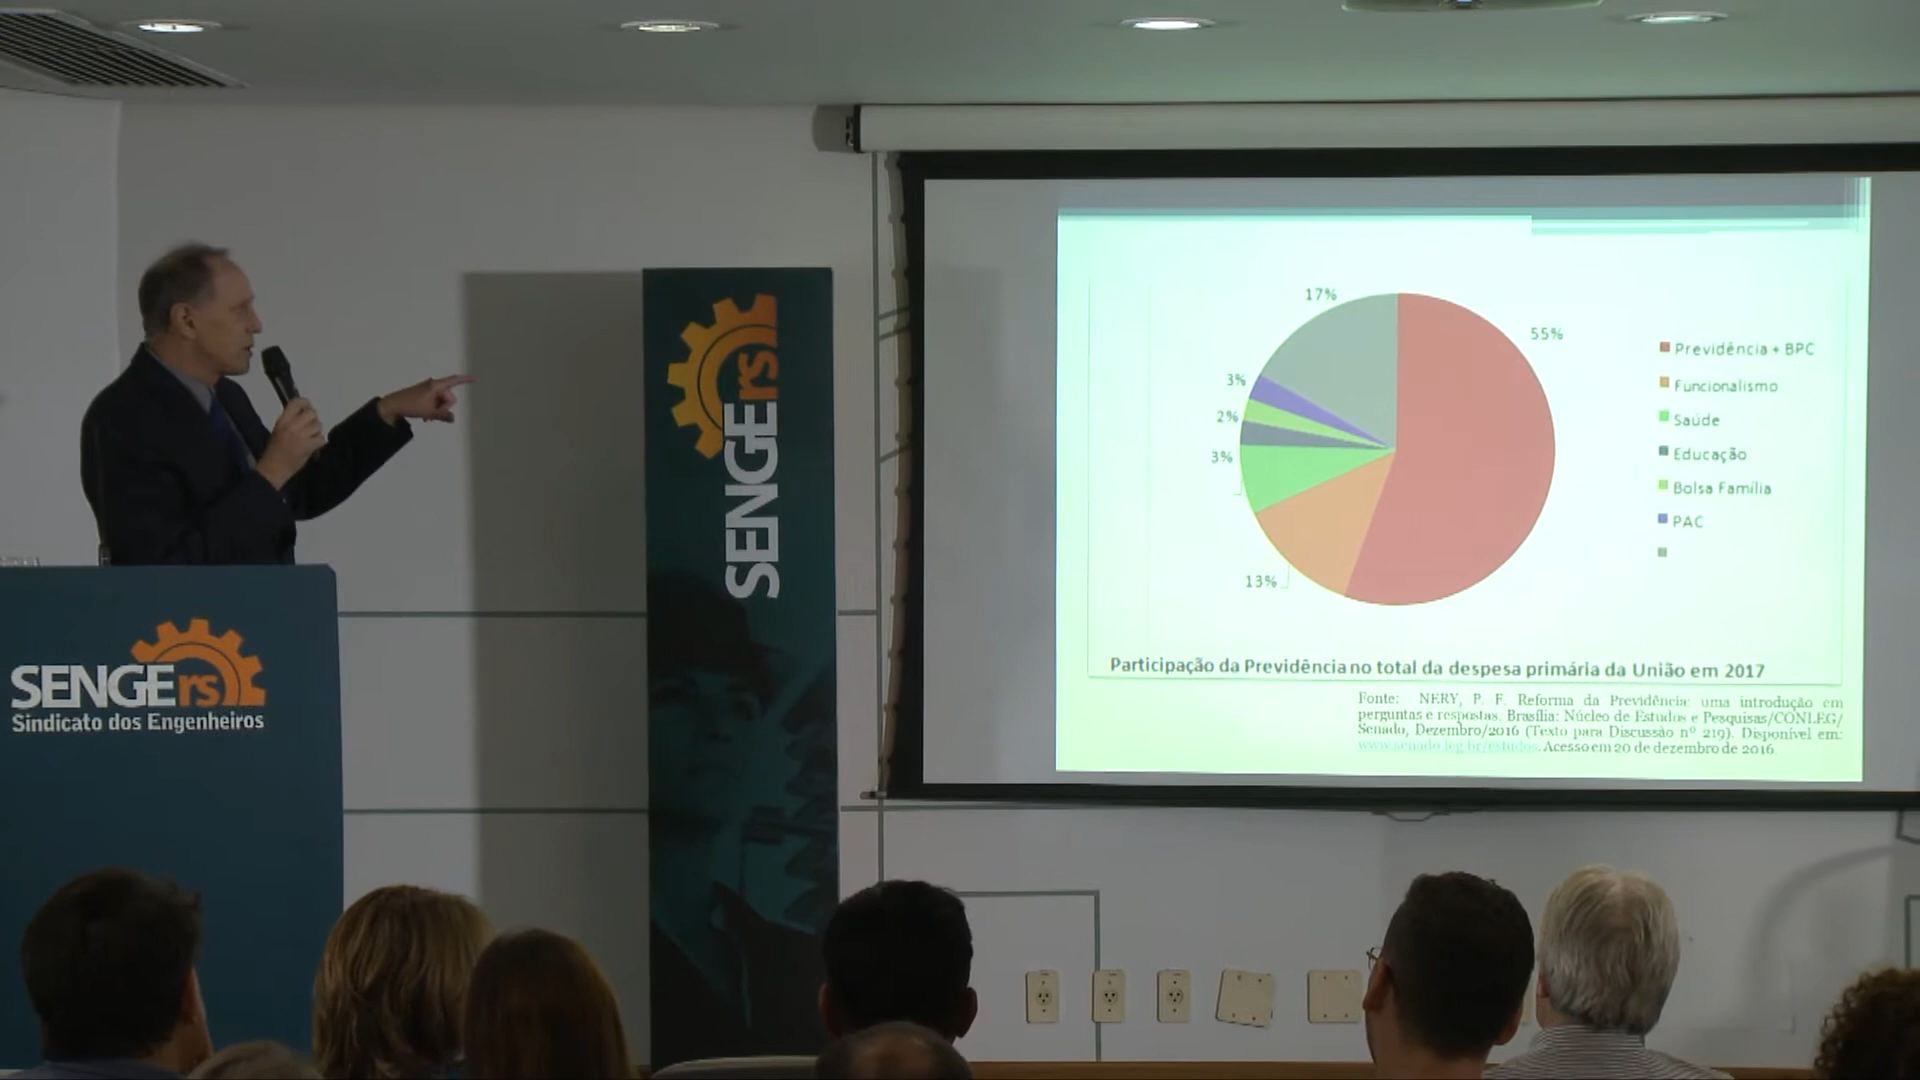 SENGErs
Sindicato dos Engenheiros
SENGErs
17%
55%
3%
2%
3%
13%
Previdência + BPC
Funcionalismo
Saúde
Educação
Bolsa Família
PAC
Participação da Previdência no total da despesa primária da União em 2017
Fonte: NERY, P. F. Reforma da Previdência: uma introdução em
perguntas e respostas. Brasília: Núcleo de Estudos e Pesquisas/CONLEG/
Senado, Dezembro/2016 (Texto para Discussão nº 219). Disponível em:
www.senado.leg.br/estudos. Acesso em 20 de dezembro de 2016.